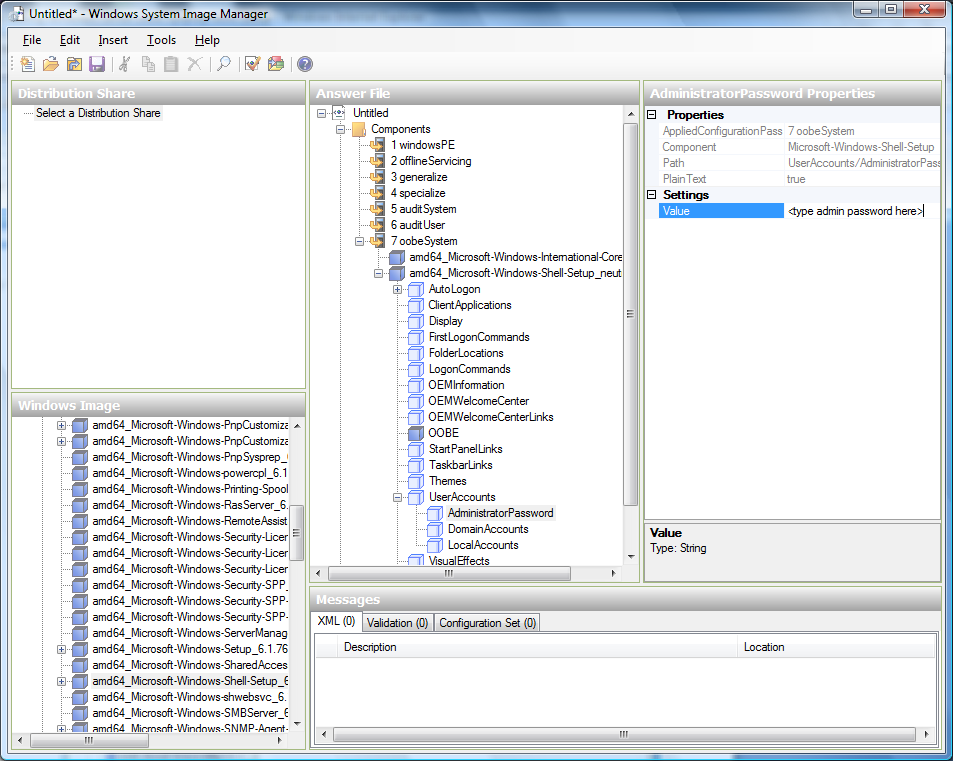 Untitled* - Windows System Image Manager
File Edit Insert Tools Help
Distribution Share
Select a Distribution Share
Windows Image
amd64_Microsoft-Windows-PnpCustomiza
amd64_Microsoft-Windows-PnpCustomiza
amd64_Microsoft-Windows-PnpSysprep_
amd64_Microsoft-Windows-powercpl_6.1
amd64_Microsoft-Windows-Printing-Spool
amd64_Microsoft-Windows-RasServer_6.
amd64_Microsoft-Windows-RemoteAssist
amd64_Microsoft-Windows-Security-Licer
amd64_Microsoft-Windows-Security-Licer
amd64_Microsoft-Windows-Security-Licer
amd64_Microsoft-Windows-Security-SPP_
amd64_Microsoft-Windows-Security-SPP-
amd64_Microsoft-Windows-Security-SPP-
amd64_Microsoft-Windows-ServerManag
amd64_Microsoft-Windows-Setup_6.1.76
amd64_Microsoft-Windows-SharedAcces
amd64_Microsoft-Windows-Shell-Setup_6
amd64_Microsoft-Windows-shwebsvc_6.
amd64_Microsoft-Windows-SMBServer_6
amd64_Microsoft-Windows-SNMP-Agent-
Answer File
Untitled
Components
1 windowsPE
2 offlineServicing
3 generalize
4 specialize
5 auditSystem
6 auditUser
7 oobeSystem
amd64_Microsoft-Windows-International-Core
amd64_Microsoft-Windows-Shell-Setup_neut
AutoLogon
ClientApplications
Display
FirstLogonCommands
FolderLocations
LogonCommands
OEMInformation
OEMWelcomeCenter
OEMWelcomeCenterLinks
OOBE
StartPanelLinks
TaskbarLinks
Themes
UserAccounts
AdministratorPassword
DomainAccounts
LocalAccounts
VisualEffects
AdministratorPassword Properties
Properties
AppliedConfigurationPass 7 oobeSystem
Component Microsoft-Windows-Shell-Setup
Path UserAccounts/AdministratorPass
PlainText true
Settings
Value <type admin password here>
Value
Type: String
Messages
XML (0) Validation (0) Configuration Set (0)
Description Location